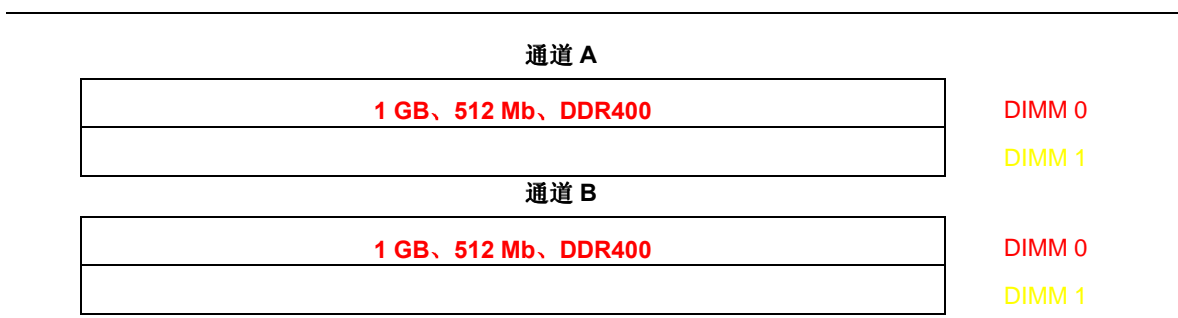 通道 A
1 GB、512 Mb、DDR400 DIMM 0
DIMM 1
通道 B
1 GB、512 Mb、DDR400 DIMM 0
DIMM 1